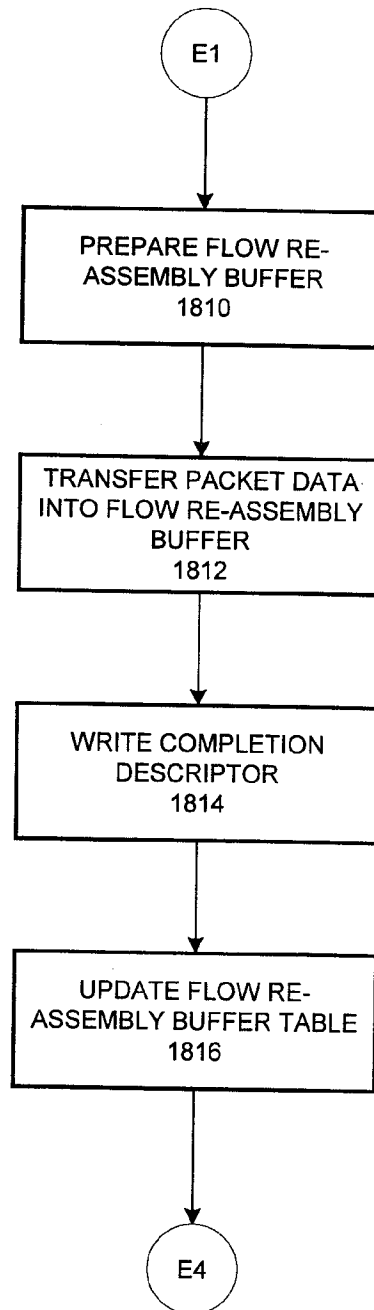 E1
PREPARE FLOW RE-
ASSEMBLY BUFFER
1810
TRANSFER PACKET DATA
INTO FLOW RE-ASSEMBLY
BUFFER
1812
WRITE COMPLETION
DESCRIPTOR
1814
UPDATE FLOW RE-
ASSEMBLY BUFFER TABLE
1816
E4